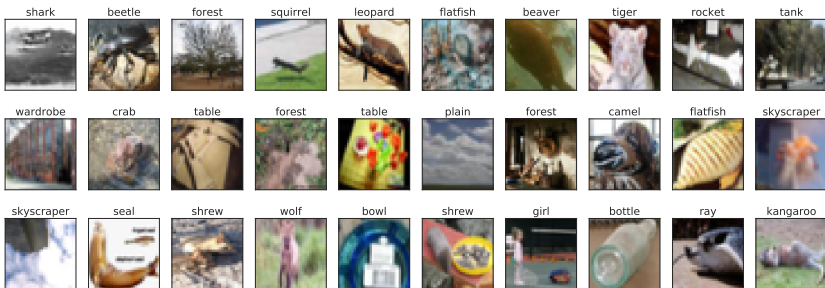 shark beetle forest squirrel leopard flatfish beaver tiger rocket tank
wardrobe crab table forest table plain forest camel flatfish skyscraper
skyscraper seal shrew wolf bowl shrew girl bottle ray kangaroo